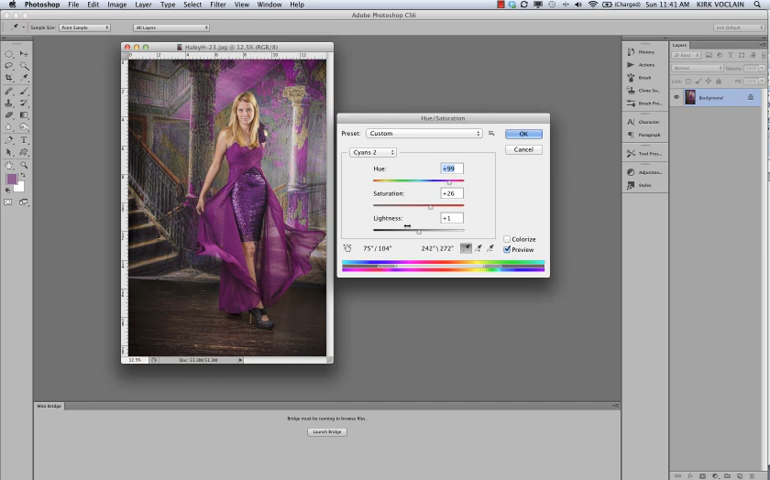 Photoshop File Edit Image Layer Type Select Filter View Window Help (Charged) Sun 11:41 AM KIRK VOCLAIN
Adobe Photoshop CS6
Sample Size: Point Sample All Layers
HuleyH-23.jpg @ 12.5% (RGB/8)
Hue/Saturation
Preset: Custom
OK
Cyans 2
Cancel
Hue: +99
Saturation: +26
Lightness: +1
Colorize
75°/ 104° 242°\ 272°
Preview
History
Actions
Brush
Brush Pre...
Character
Paragraph
Tool Pre...
Adjustme...
Styles
Layers
Kind
Normal
Background
12.5%
Mini Bridge
Bridge must be running to browse files.
Launch Bridge